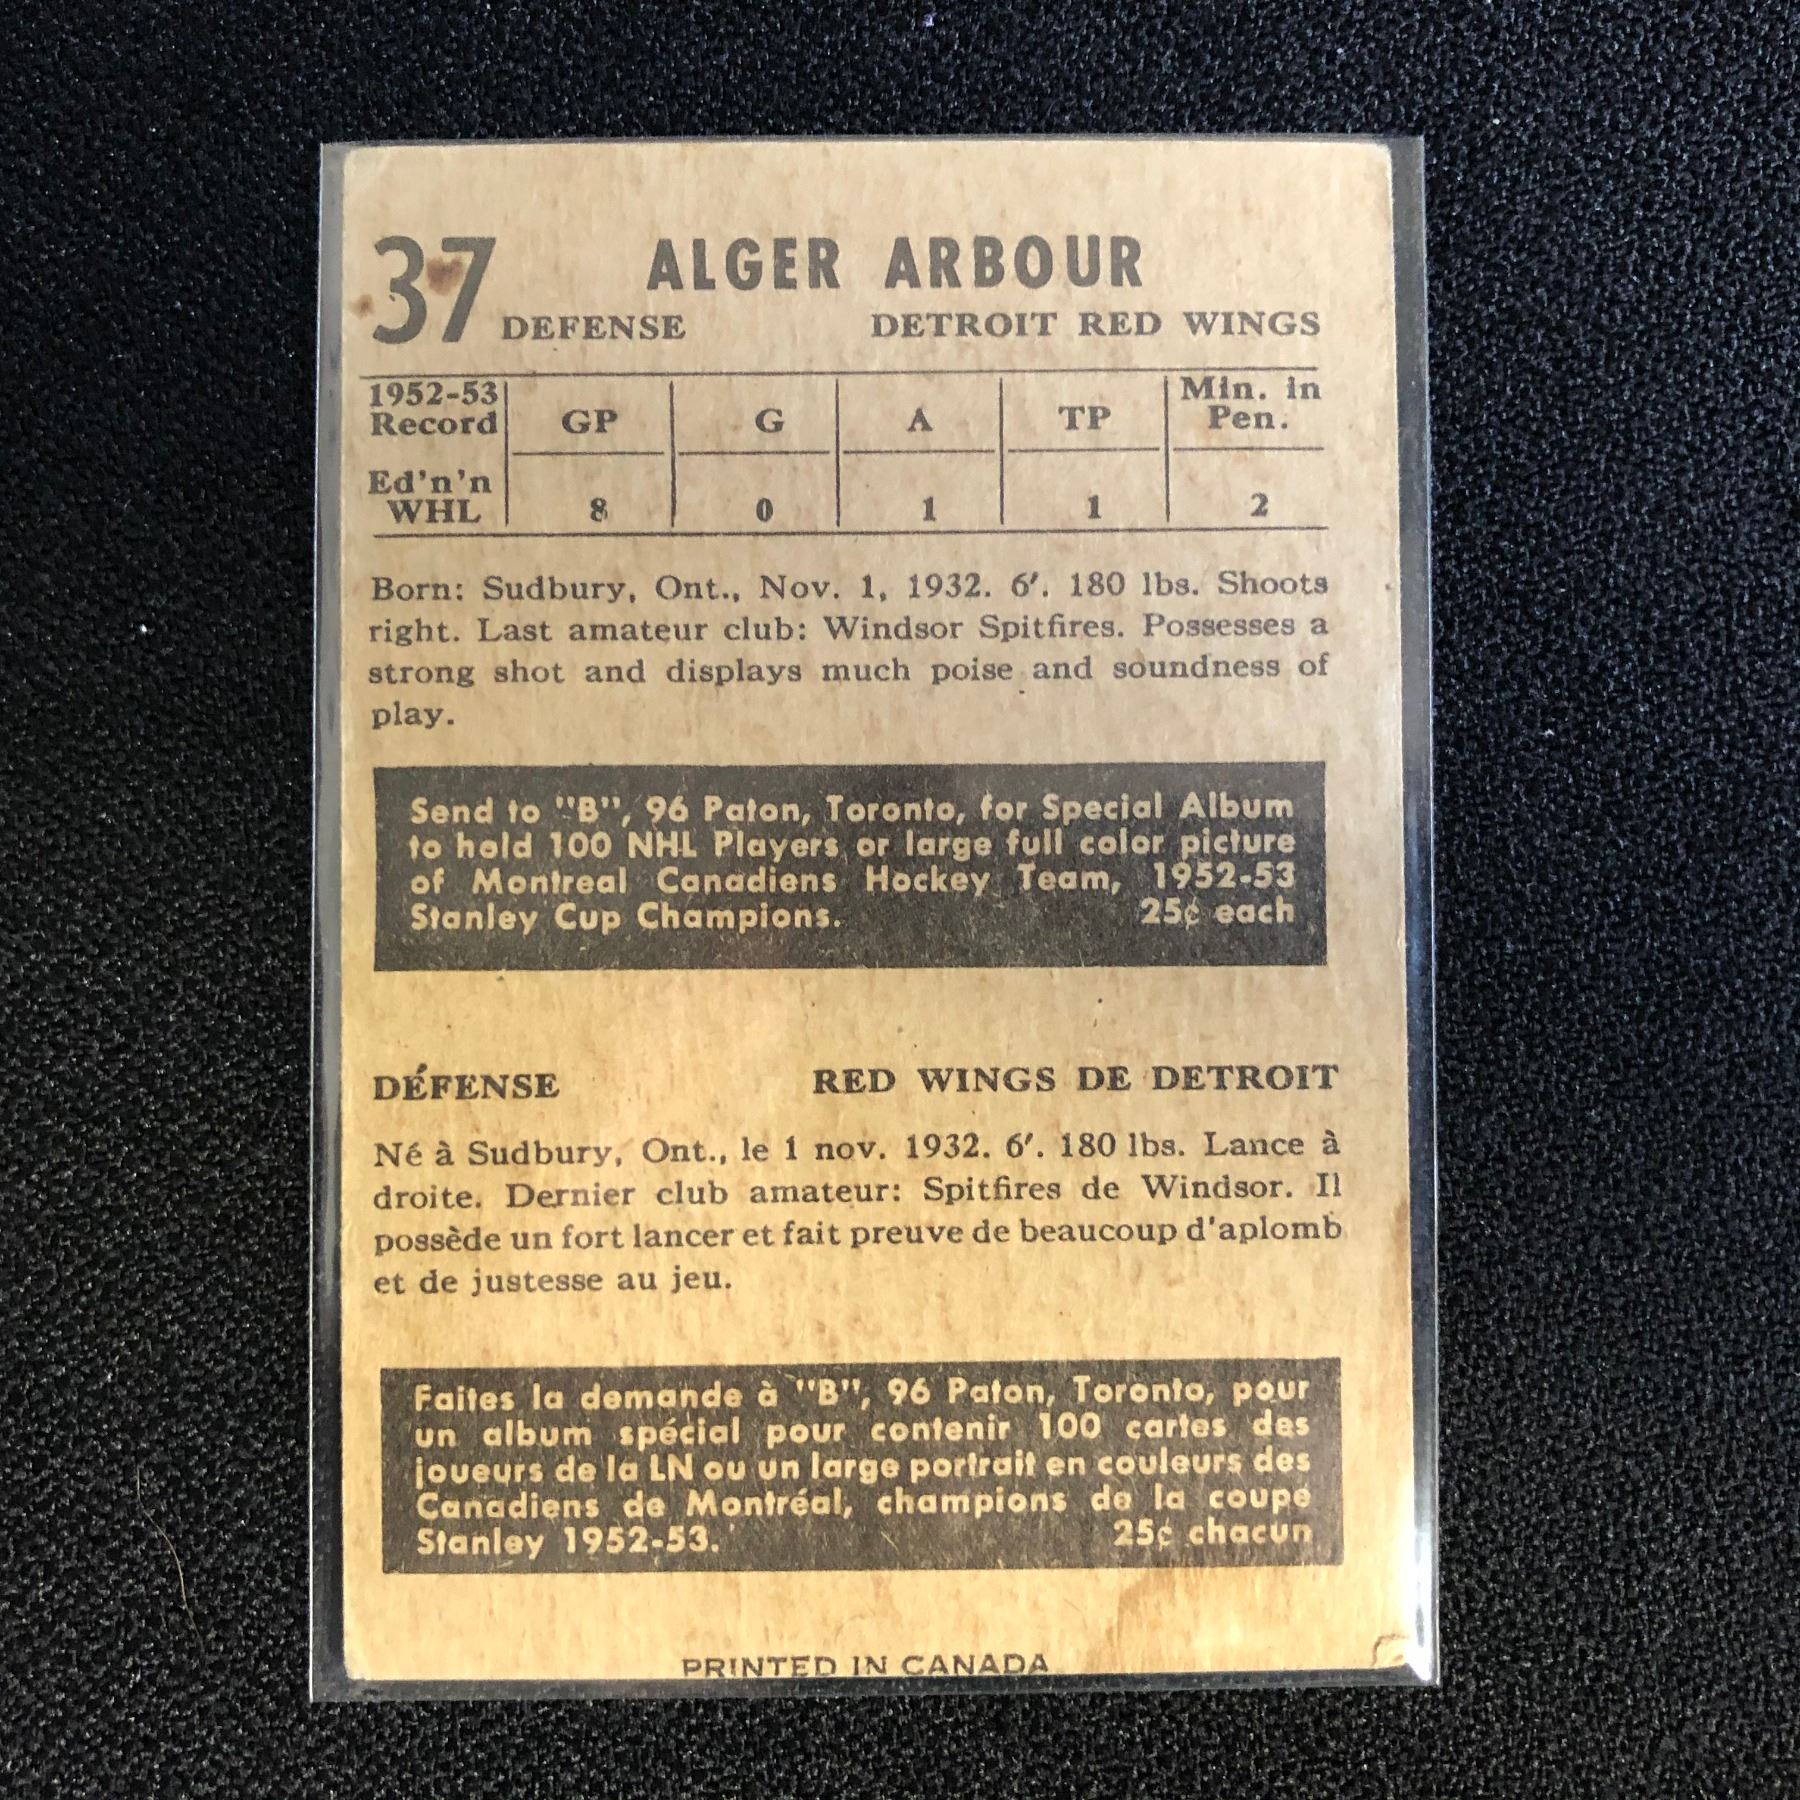 37 ALGER ARBOUR
DEFENSE DETROIT RED WINGS
1952-53 Record GP G A TP Min. in Pen.
Ed'n'n WHL 8 0 1 1 2
Born: Sudbury, Ont., Nov. 1, 1932. 6′. 180 lbs. Shoots
right. Last amateur club: Windsor Spitfires. Possesses a
strong shot and displays much poise and soundness of
play.
Send to "B", 96 Paton, Toronto, for Special Album
to hold 100 NHL Players or large full color picture
of Montreal Canadiens Hockey Team, 1952-53
Stanley Cup Champions. 25¢ each
DÉFENSE RED WINGS DE DETROIT
Né à Sudbury, Ont., le 1 nov. 1932. 6′. 180 lbs. Lance à
droite. Dernier club amateur: Spitfires de Windsor. Il
possède un fort lancer et fait preuve de beaucoup d'aplomb
et de justesse au jeu.
Faites la demande à "B", 96 Paton, Toronto, pour
un album spécial pour contenir 100 cartes des
joueurs de la LN ou un large portrait en couleurs des
Canadiens de Montréal, champions de la coupe
Stanley 1952-53. 25¢ chacun
PRINTED IN CANADA